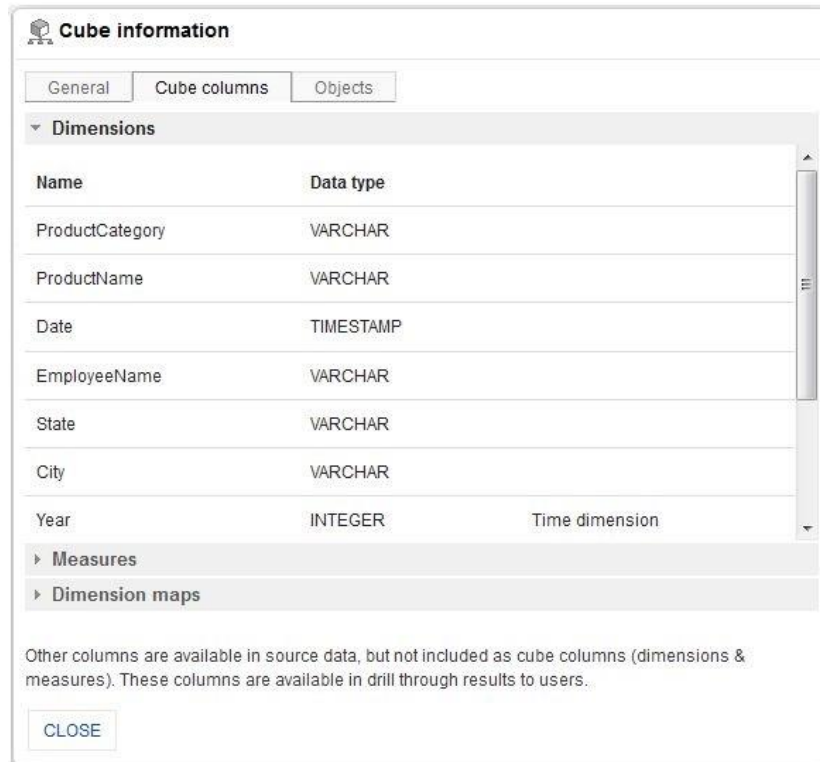 Cube information
General Cube columns Objects
Dimensions
Name Data type
ProductCategory VARCHAR
ProductName VARCHAR
Date TIMESTAMP
EmployeeName VARCHAR
State VARCHAR
City VARCHAR
Year INTEGER Time dimension
Measures
Dimension maps
Other columns are available in source data, but not included as cube columns (dimensions &
measures). These columns are available in drill through results to users.
CLOSE